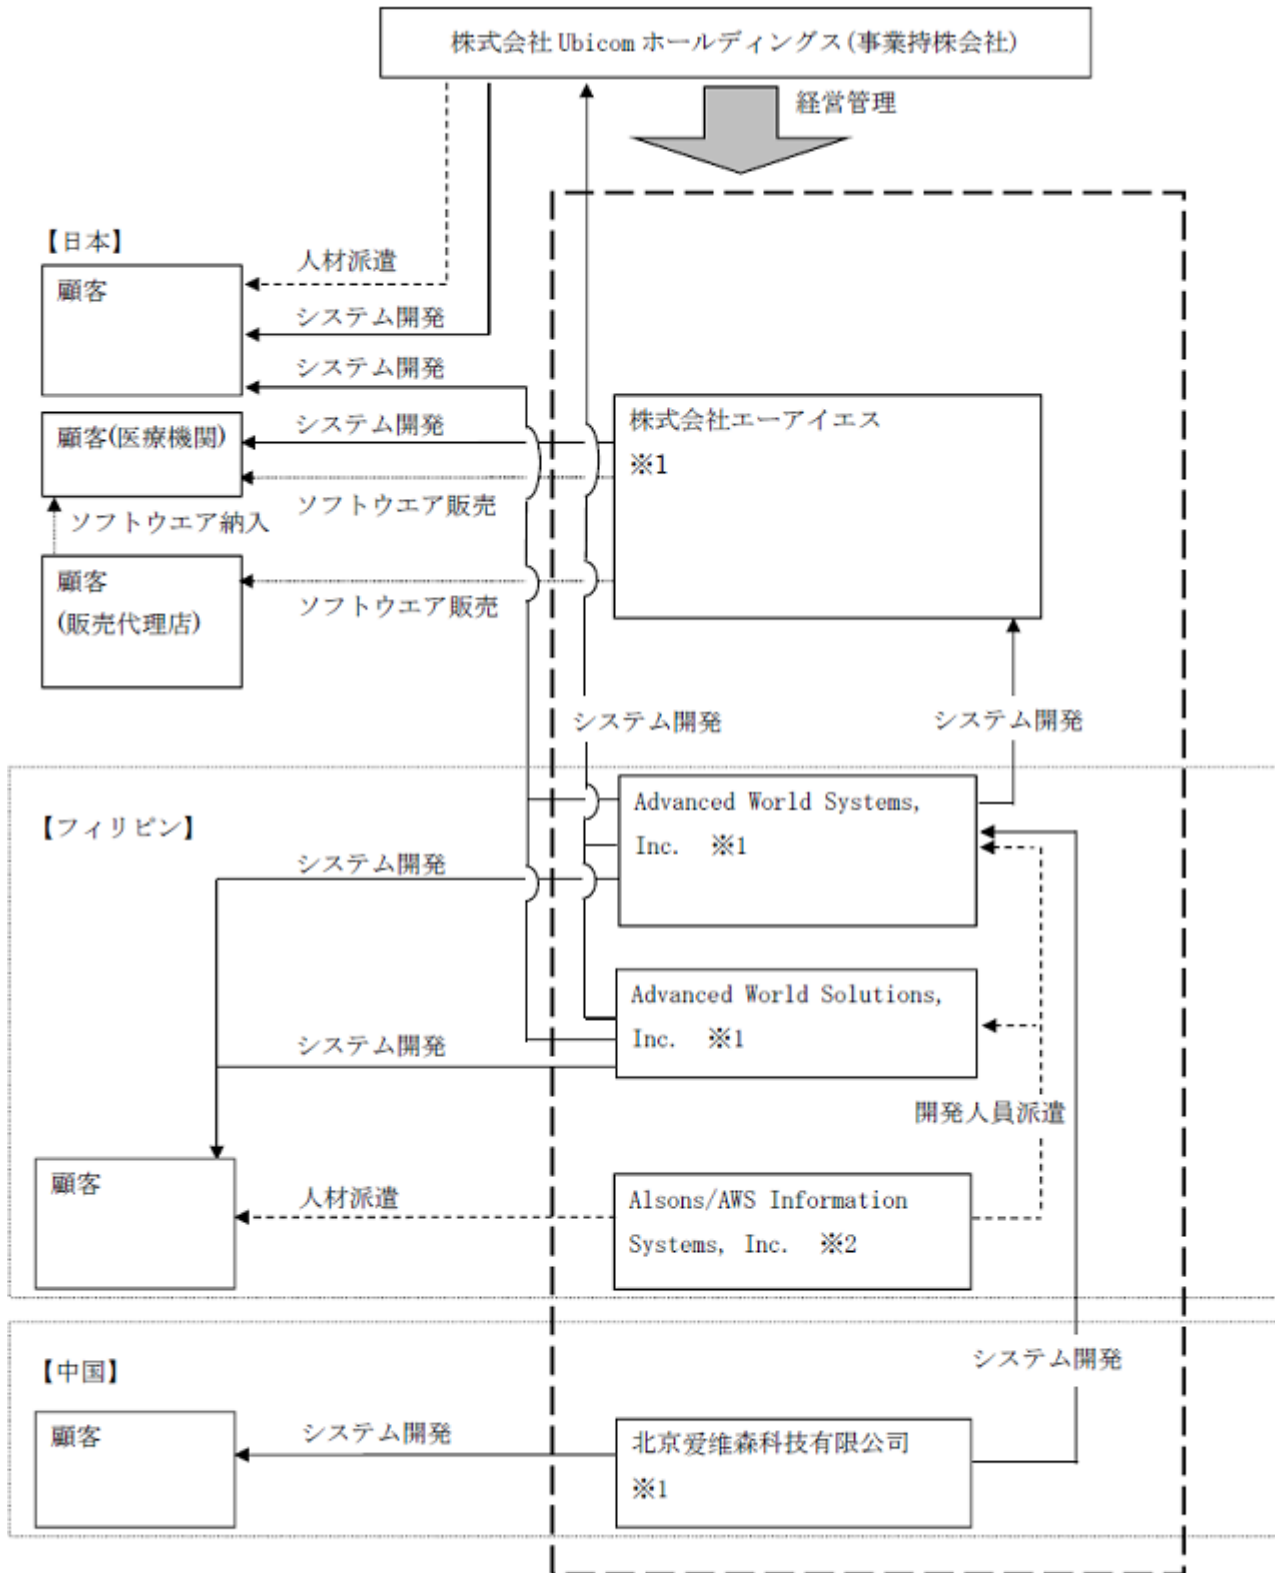 株式会社 Ubicom ホールディングス(事業持株会社)
経営管理
【日本】
顧客
人材派遣
システム開発
システム開発
顧客(医療機関)
システム開発
ソフトウエア販売
ソフトウエア納入
顧客
(販売代理店)
ソフトウエア販売
株式会社エーアイエス
※1
システム開発
システム開発
【フィリピン】
Advanced World Systems,
Inc. ※1
システム開発
Advanced World Solutions,
Inc. ※1
システム開発
開発人員派遣
顧客
人材派遣
Alsons/AWS Information
Systems, Inc. ※2
【中国】
システム開発
顧客
システム開発
北京爱维森科技有限公司
※1